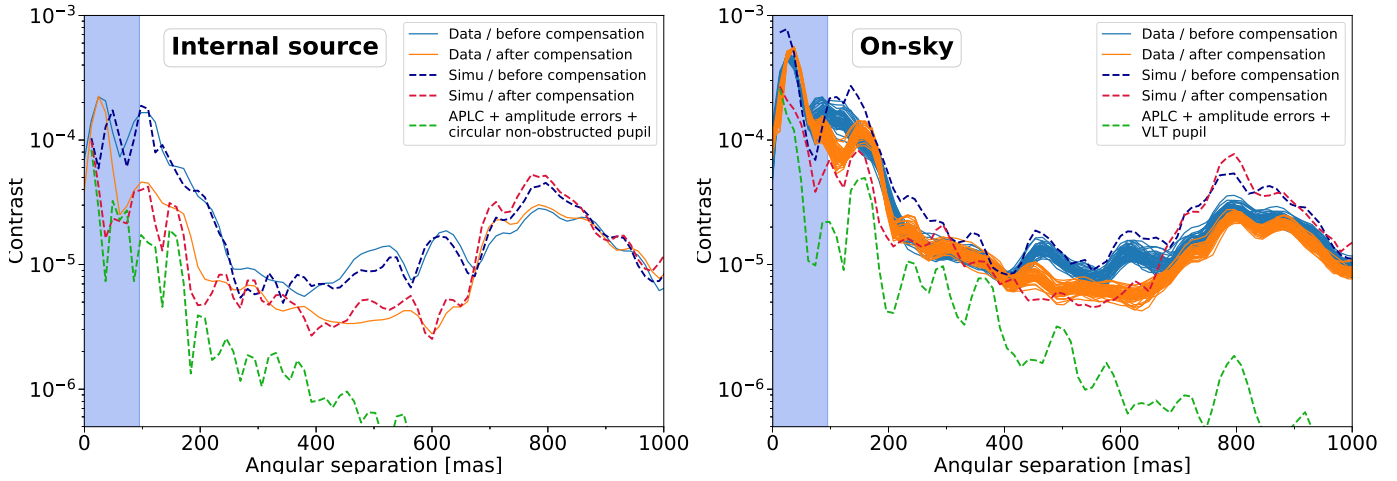 Internal source
Data / before compensation
Data / after compensation
Simu / before compensation
Simu / after compensation
APLC + amplitude errors +
circular non-obstructed pupil
Contrast
10⁻³
10⁻⁴
10⁻⁵
10⁻⁶
0 200 400 600 800 1000
Angular separation [mas]
On-sky
Data / before compensation
Data / after compensation
Simu / before compensation
Simu / after compensation
APLC + amplitude errors +
VLT pupil
Contrast
10⁻³
10⁻⁴
10⁻⁵
10⁻⁶
0 200 400 600 800 1000
Angular separation [mas]